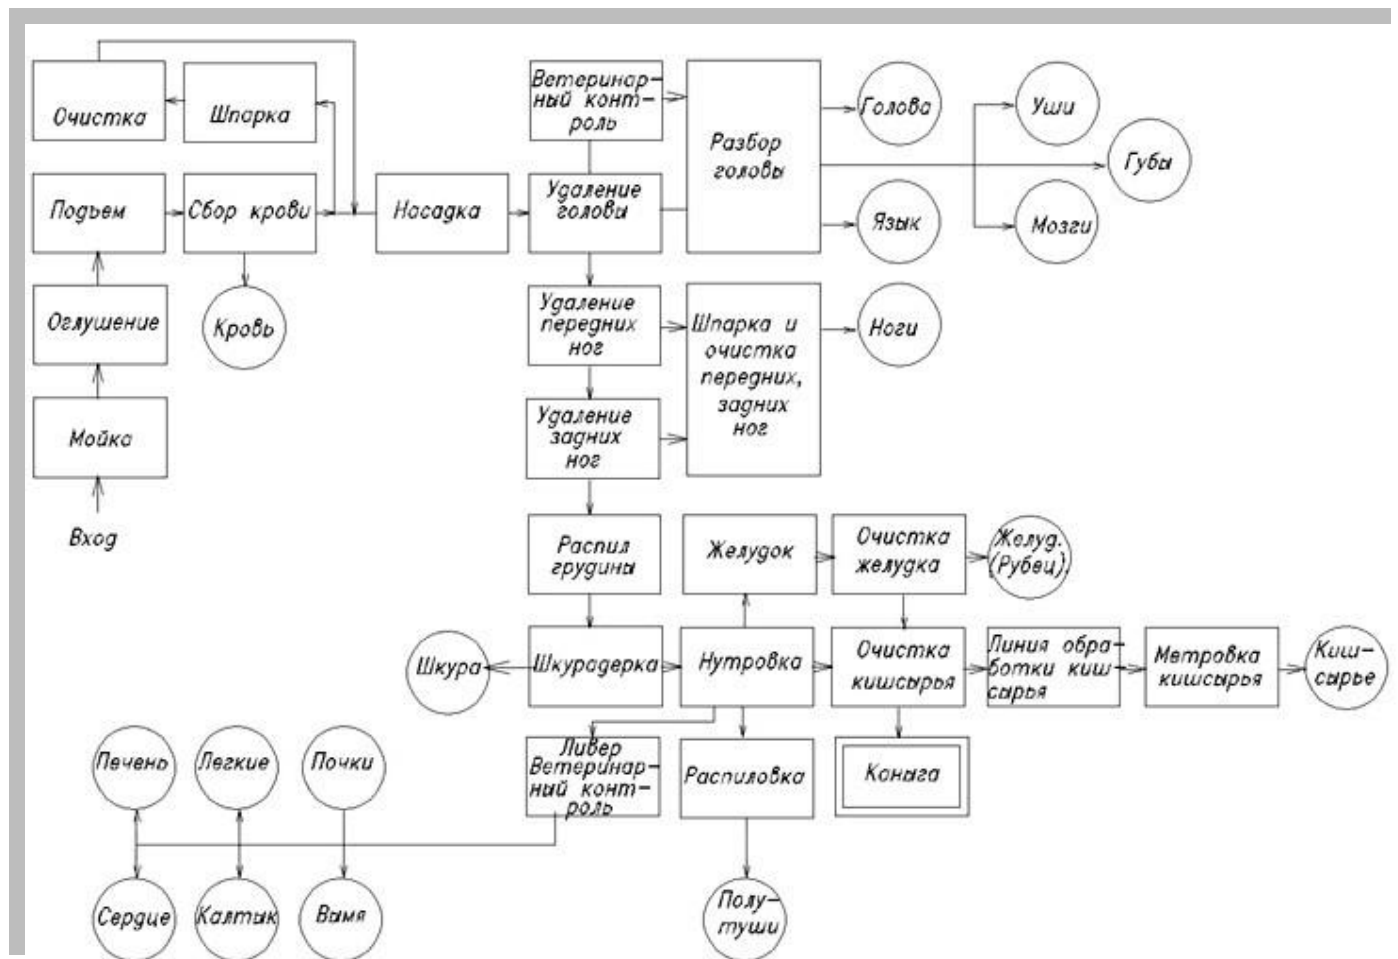 Очистка
Шпарка
Ветеринар-
ный конт-
роль
Разбор
головы
Голова
Уши
Губы
Подъем
Сбор крови
Насадка
Удаление
головы
Язык
Мозги
Оглушение
Кровь
Удаление
передних
ног
Шпарка и
очистка
передних,
задних
ног
Ноги
Мойка
Удаление
задних
ног
Вход
Распил
грудины
Желудок
Очистка
желудка
Желуд.
(Рубец).
Шкура
Шкурадерка
Нутровка
Очистка
кишсырья
Линия обра-
ботки киш
сырья
Метровка
кишсырья
Киш-
сырье
Печень
Легкие
Почки
Ливер
Ветеринар-
ный конт-
роль
Распиловка
Каныга
Сердце
Калтык
Вымя
Полу-
туши